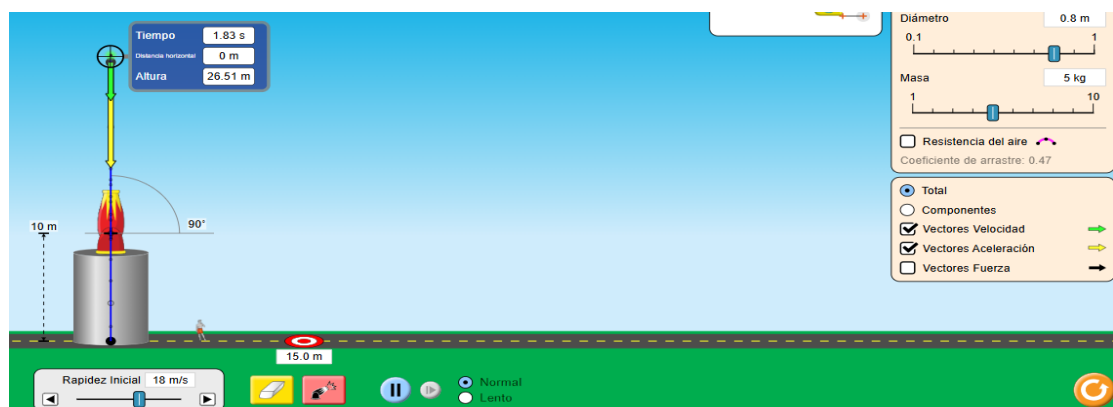 Tiempo 1.83 s
Distancia horizontal 0 m
Altura 26.51 m
90°
10 m
15.0 m
Rapidez Inicial 18 m/s
Normal
Lento
Diámetro 0.8 m
0.1 1
Masa 5 kg
1 10
Resistencia del aire
Coeficiente de arrastre: 0.47
Total
Componentes
Vectores Velocidad
Vectores Aceleración
Vectores Fuerza